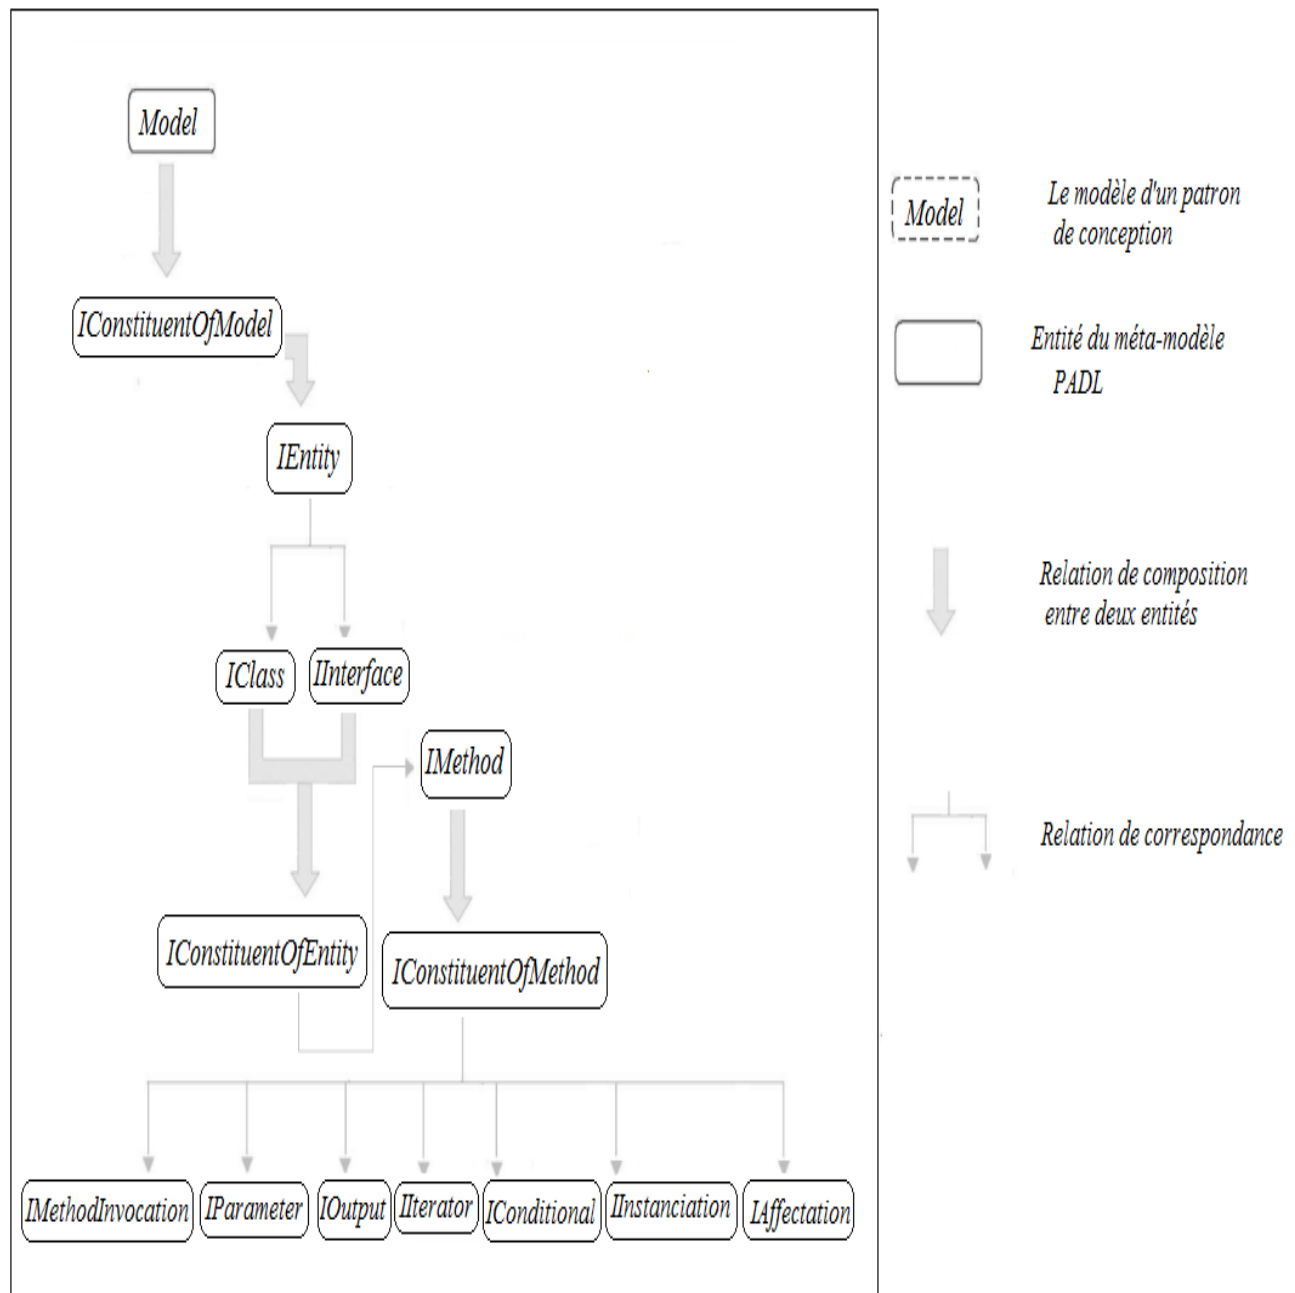 Model
IConstituentOfModel
IEntity
IClass
IInterface
IMethod
IConstituentOfEntity
IConstituentOfMethod
IMethodInvocation
IParameter
IOutput
IIterator
IConditional
IInstanciation
IAffectation
Model
Le modèle d'un patron
de conception
Entité du méta-modèle
PADL
Relation de composition
entre deux entités
Relation de correspondance